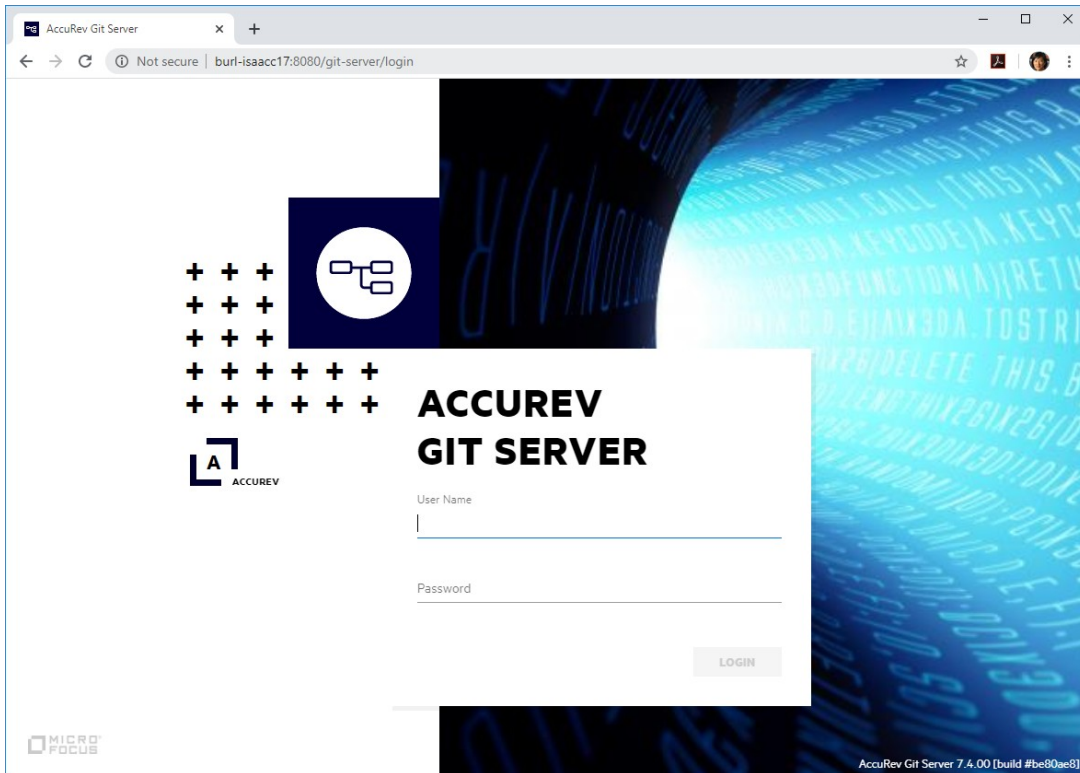 AccuRev Git Server
Not secure | burl-isaacc17:8080/git-server/login
A
ACCUREV
ACCUREV
GIT SERVER
User Name
Password
LOGIN
MICRO
FOCUS
AccuRev Git Server 7.4.00 [build #be80ae8]